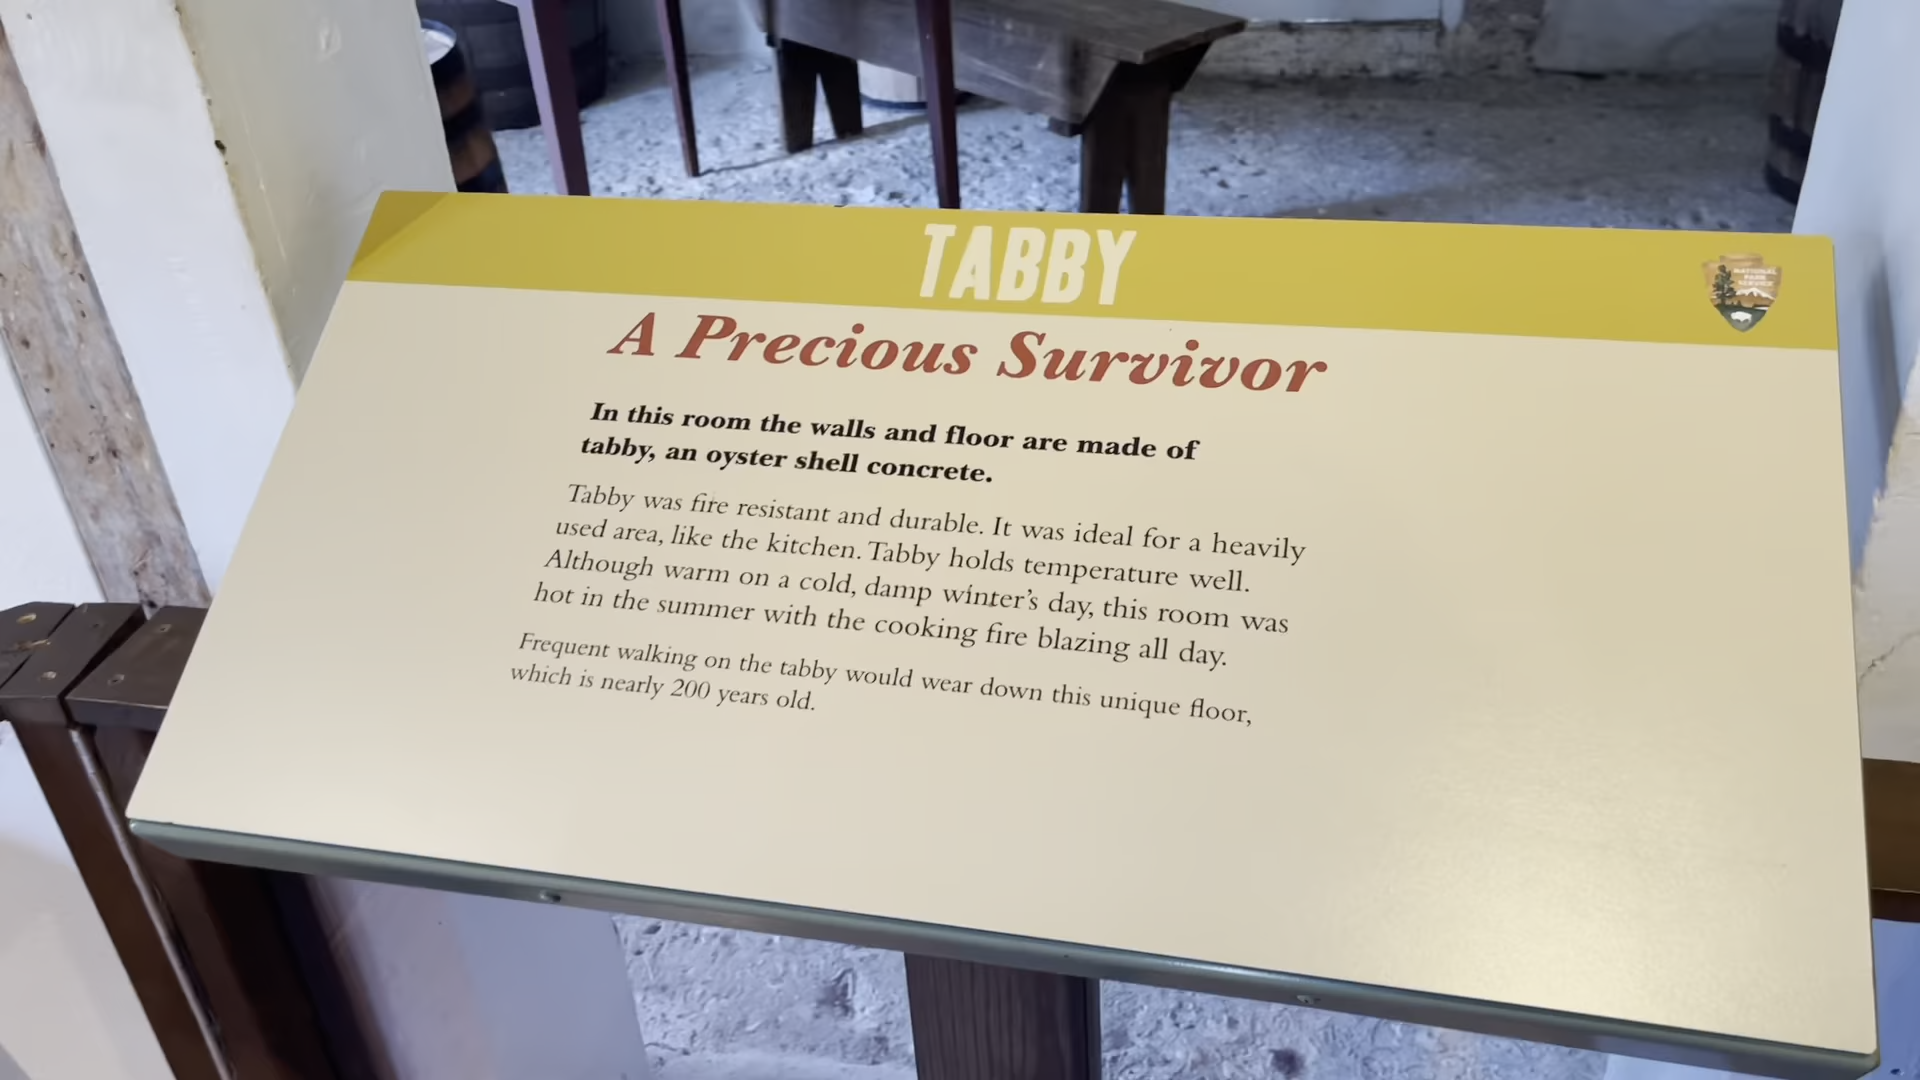 TABBY
NATIONAL
PARK
SERVICE
A Precious Survivor
In this room the walls and floor are made of
tabby, an oyster shell concrete.
Tabby was fire resistant and durable. It was ideal for a heavily
used area, like the kitchen. Tabby holds temperature well.
Although warm on a cold, damp winter's day, this room was
hot in the summer with the cooking fire blazing all day.
Frequent walking on the tabby would wear down this unique floor,
which is nearly 200 years old.